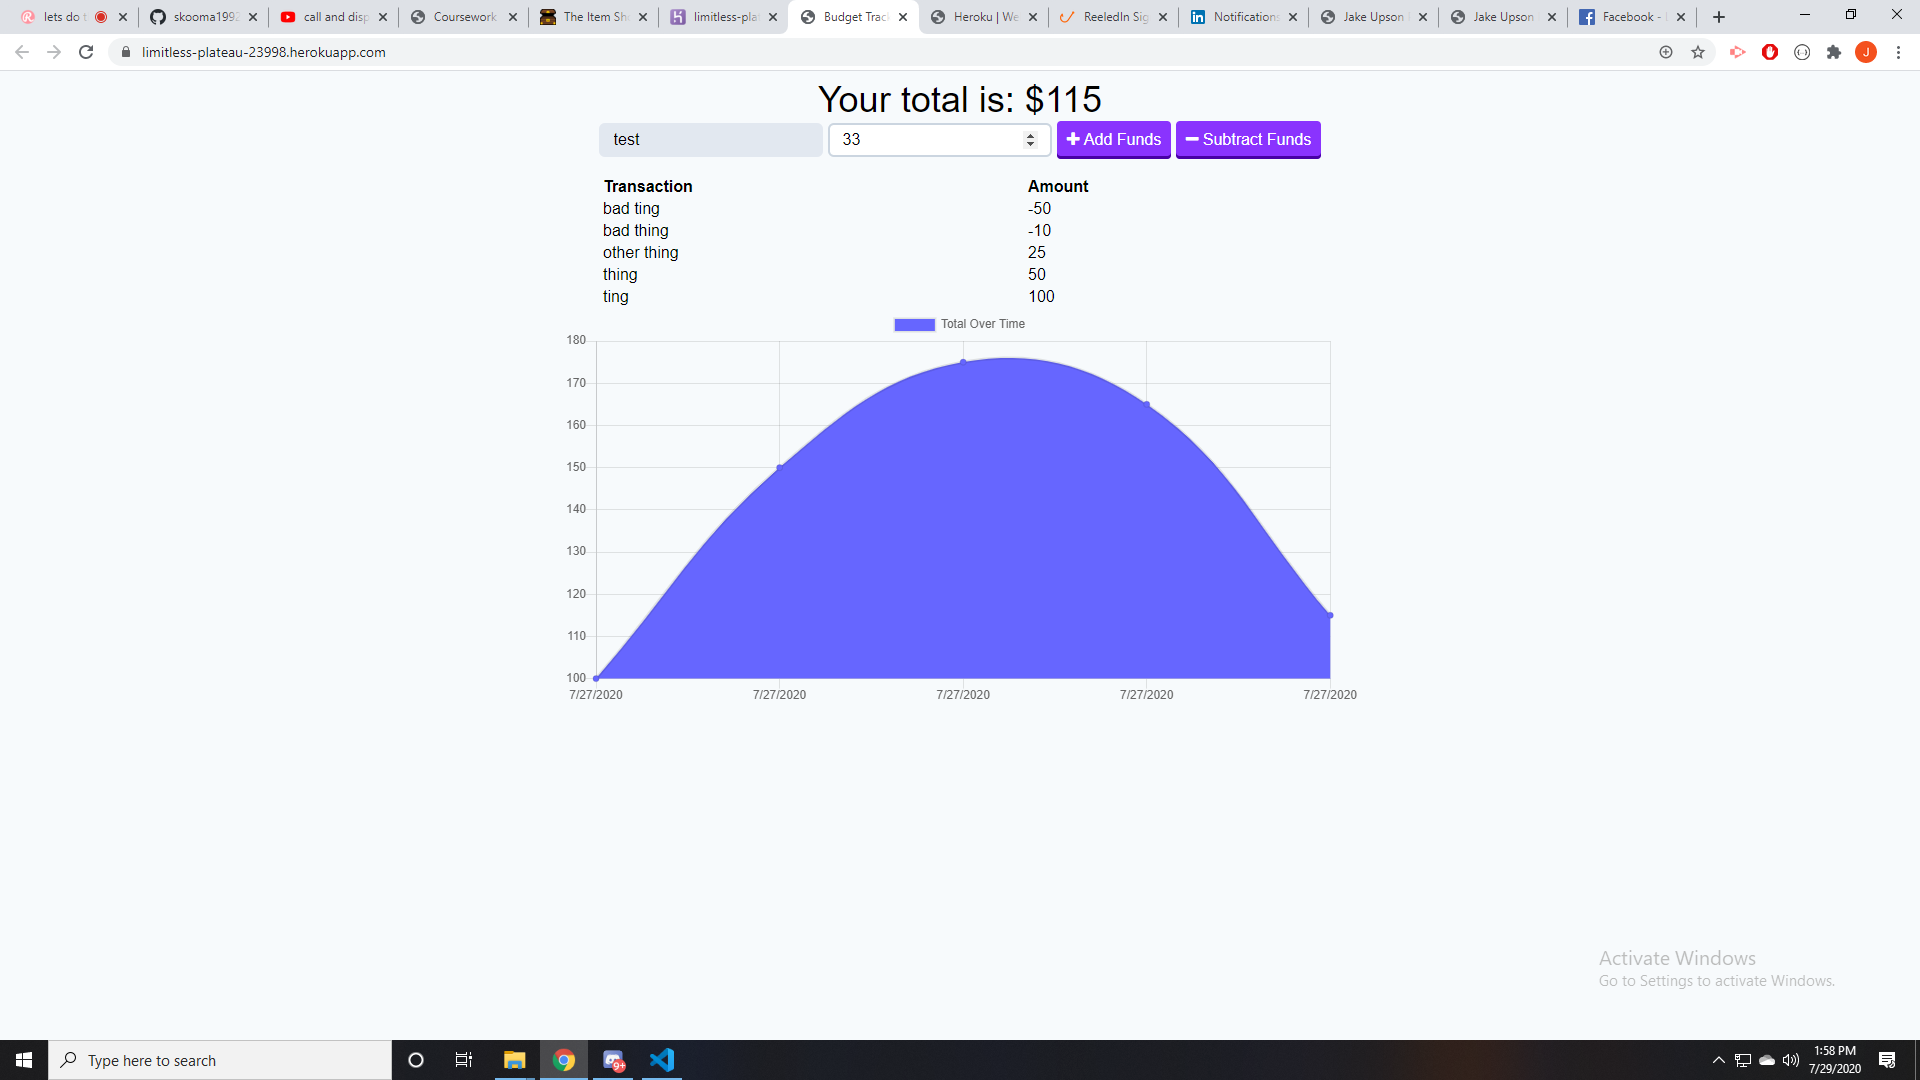 lets do t
skooma199
call and disp
Coursework
The Item Sh
limitless-plat
Budget Trac
Heroku | We
ReeledIn Sig
Notifications
Jake Upson
Jake Upson
Facebook -
limitless-plateau-23998.herokuapp.com
J
Your total is: $115
test 33 Add Funds Subtract Funds
Transaction Amount
bad ting -50
bad thing -10
other thing 25
thing 50
ting 100
Total Over Time
180
170
160
150
140
130
120
110
100
7/27/2020 7/27/2020 7/27/2020 7/27/2020 7/27/2020
Activate Windows
Go to Settings to activate Windows.
Type here to search
9+
1:58 PM
7/29/2020